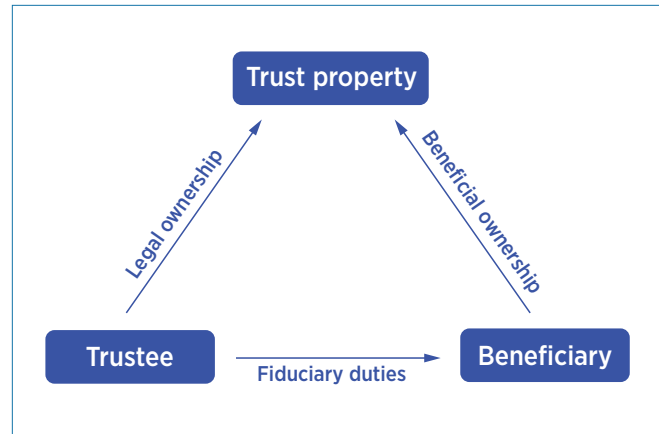 Trust property
Legal ownership
Beneficial ownership
Trustee
Fiduciary duties
Beneficiary